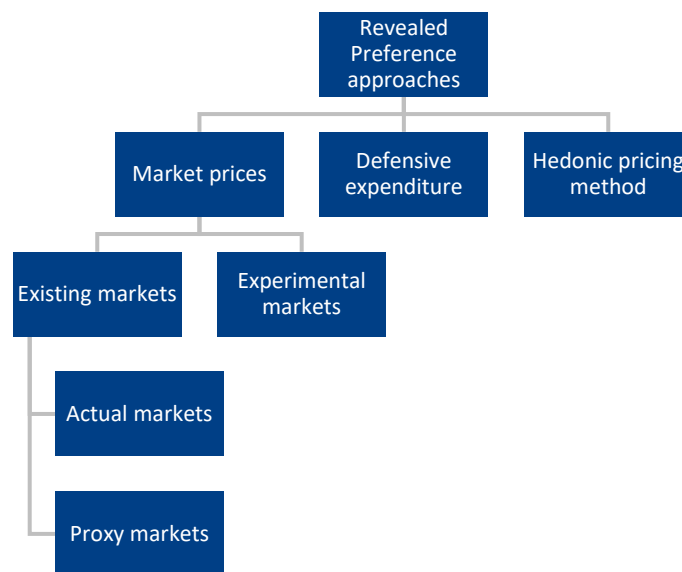 Revealed
Preference
approaches
Market prices
Defensive
expenditure
Hedonic pricing
method
Existing markets
Experimental
markets
Actual markets
Proxy markets